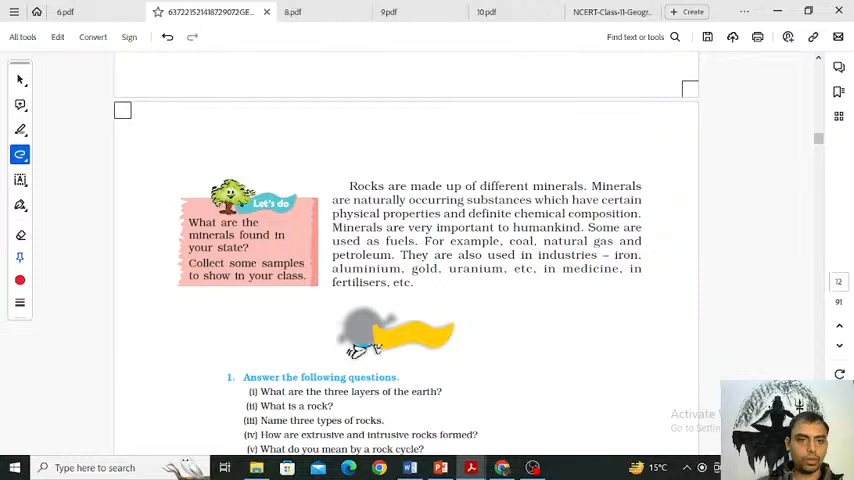 6.pdf
637221521418729072GE...
8.pdf
9pdf
10.pdf
NCERT-Class-11-Geogr...
+ Create
All tools
Edit
Convert
Sign
Find text or tools
Let's do
What are the
minerals found in
your state?
Collect some samples
to show in your class.
Rocks are made up of different minerals. Minerals
are naturally occurring substances which have certain
physical properties and definite chemical composition.
Minerals are very important to humankind. Some are
used as fuels. For example, coal, natural gas and
petroleum. They are also used in industries – iron,
aluminium, gold, uranium, etc, in medicine, in
fertilisers, etc.
1. Answer the following questions.
(i) What are the three layers of the earth?
(ii) What is a rock?
(iii) Name three types of rocks.
(iv) How are extrusive and intrusive rocks formed?
(v) What do you mean by a rock cycle?
12
91
Activate
Go to Setting
Type here to search
15°C